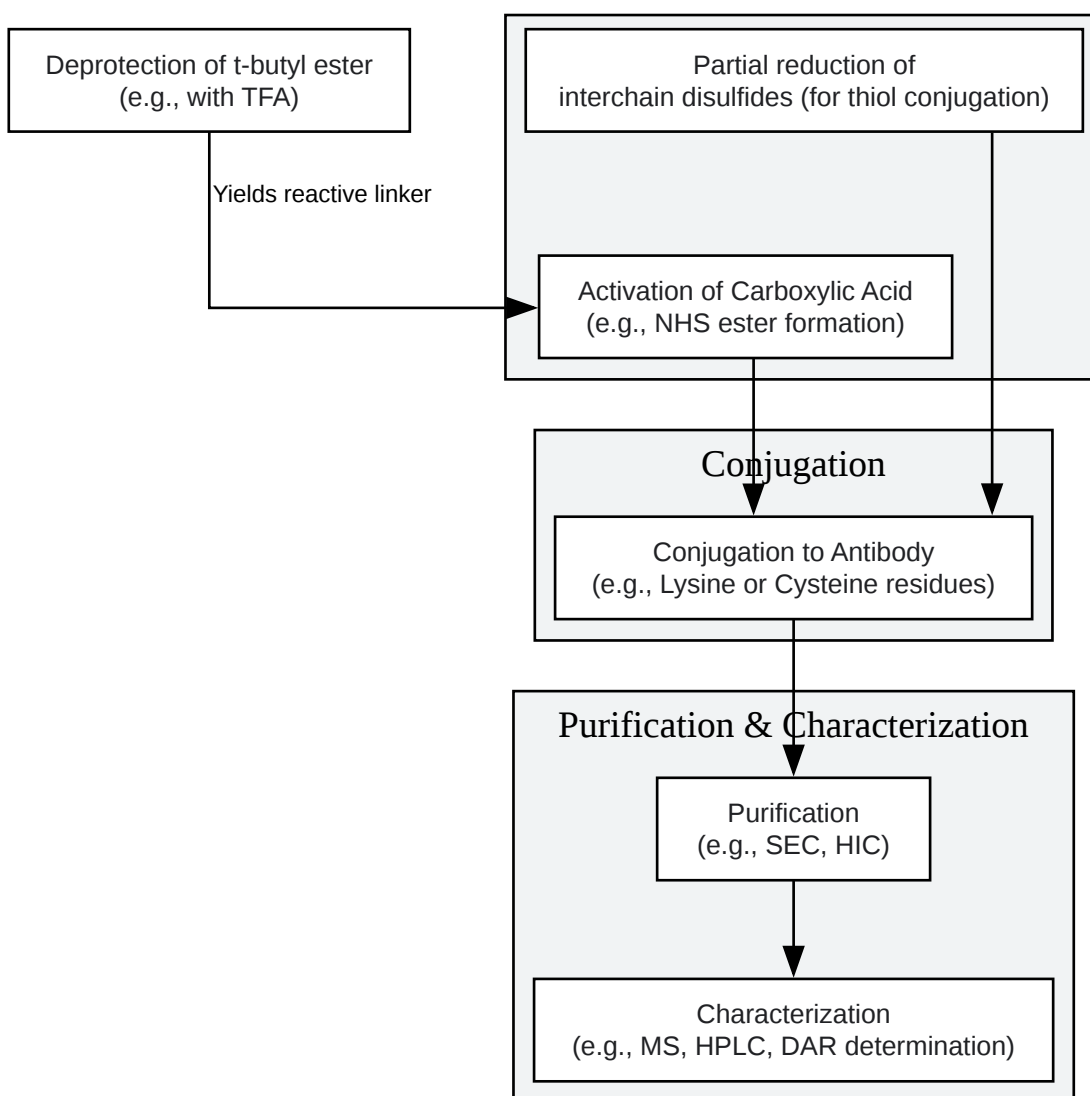 Deprotection of t-butyl ester
(e.g., with TFA)
Partial reduction of
interchain disulfides (for thiol conjugation)
Yields reactive linker
Activation of Carboxylic Acid
(e.g., NHS ester formation)
Conjugation
Conjugation to Antibody
(e.g., Lysine or Cysteine residues)
Purification & Characterization
Purification
(e.g., SEC, HIC)
Characterization
(e.g., MS, HPLC, DAR determination)